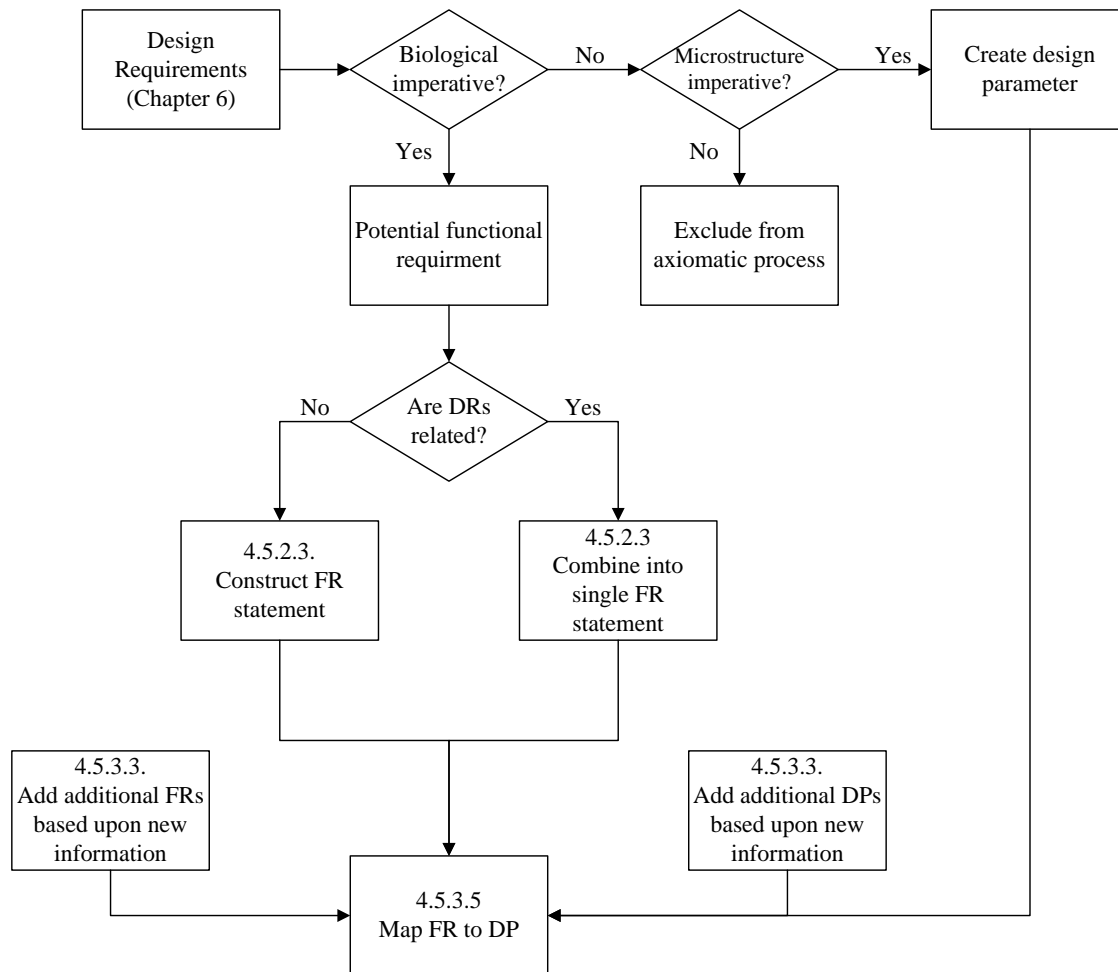 Design
Requirements
(Chapter 6)
Biological
imperative?
No
Microstructure
imperative?
Yes
Create design
parameter
Yes
No
Potential functional
requirment
Exclude from
axiomatic process
No
Are DRs
related?
Yes
4.5.2.3.
Construct FR
statement
4.5.2.3
Combine into
single FR
statement
4.5.3.3.
Add additional FRs
based upon new
information
4.5.3.3.
Add additional DPs
based upon new
information
4.5.3.5
Map FR to DP